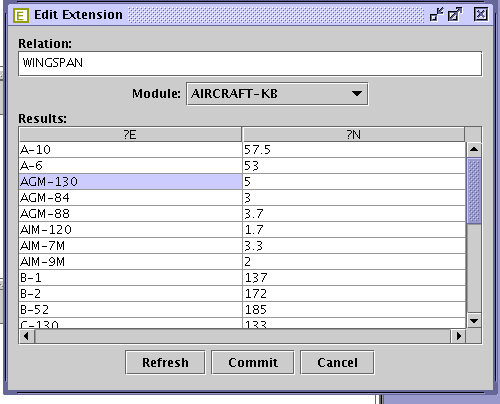 E Edit Extension
Relation:
WINGSPAN
Module: AIRCRAFT-KB
Results:
?E ?N
A-10 57.5
A-6 53
AGM-130 5
AGM-84 3
AGM-88 3.7
AIM-120 1.7
AIM-7M 3.3
AIM-9M 2
B-1 137
B-2 172
B-52 185
C-130 133
Refresh Commit Cancel